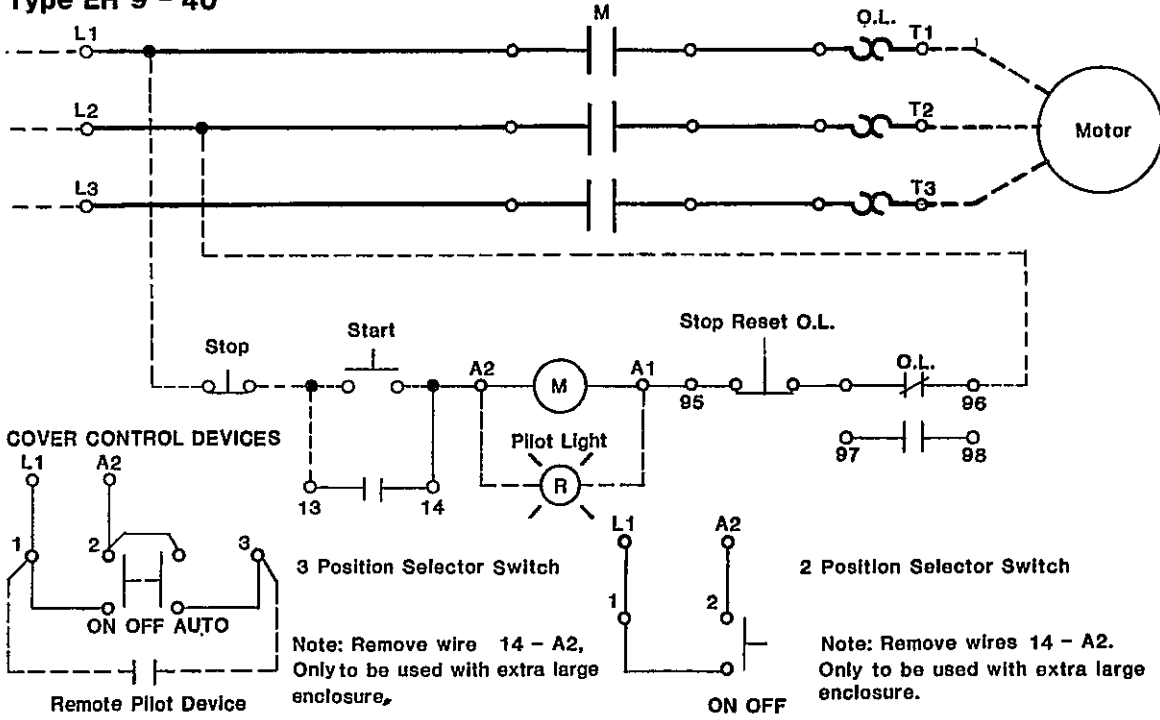 Type EH 9 - 40
M
O.L.
L1
T1
L2
T2
Motor
L3
T3
Stop Reset O.L.
Start
Stop
A2
M
A1
O.L.
95
96
COVER CONTROL DEVICES
Pilot Light
97
98
L1
A2
R
13
14
L1
A2
1
2
3
3 Position Selector Switch
2 Position Selector Switch
1
2
ON OFF AUTO
Note: Remove wire 14 - A2,
Only to be used with extra large
enclosure,
Note: Remove wires 14 - A2.
Only to be used with extra large
enclosure.
Remote Pilot Device
ON OFF